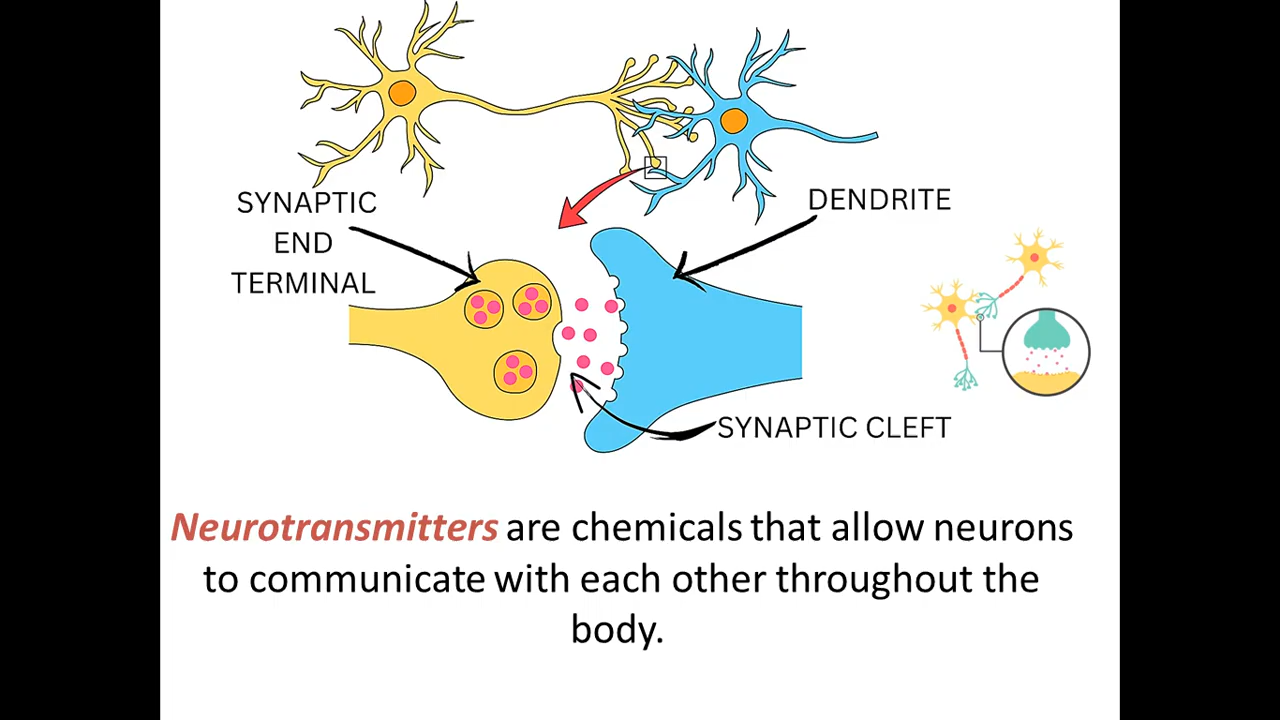 SYNAPTIC
END
TERMINAL
DENDRITE
SYNAPTIC CLEFT
Neurotransmitters are chemicals that allow neurons
to communicate with each other throughout the
body.